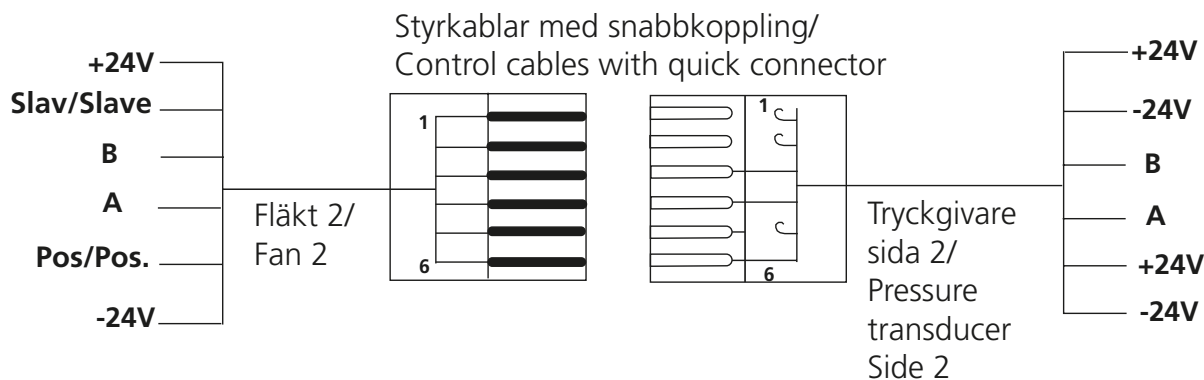 Styrkablar med snabbkoppling/
Control cables with quick connector
+24V
Slav/Slave
B
A
Pos/Pos.
-24V
Fläkt 2/
Fan 2
1
6
1
6
Tryckgivare
sida 2/
Pressure
transducer
Side 2
+24V
-24V
B
A
+24V
-24V